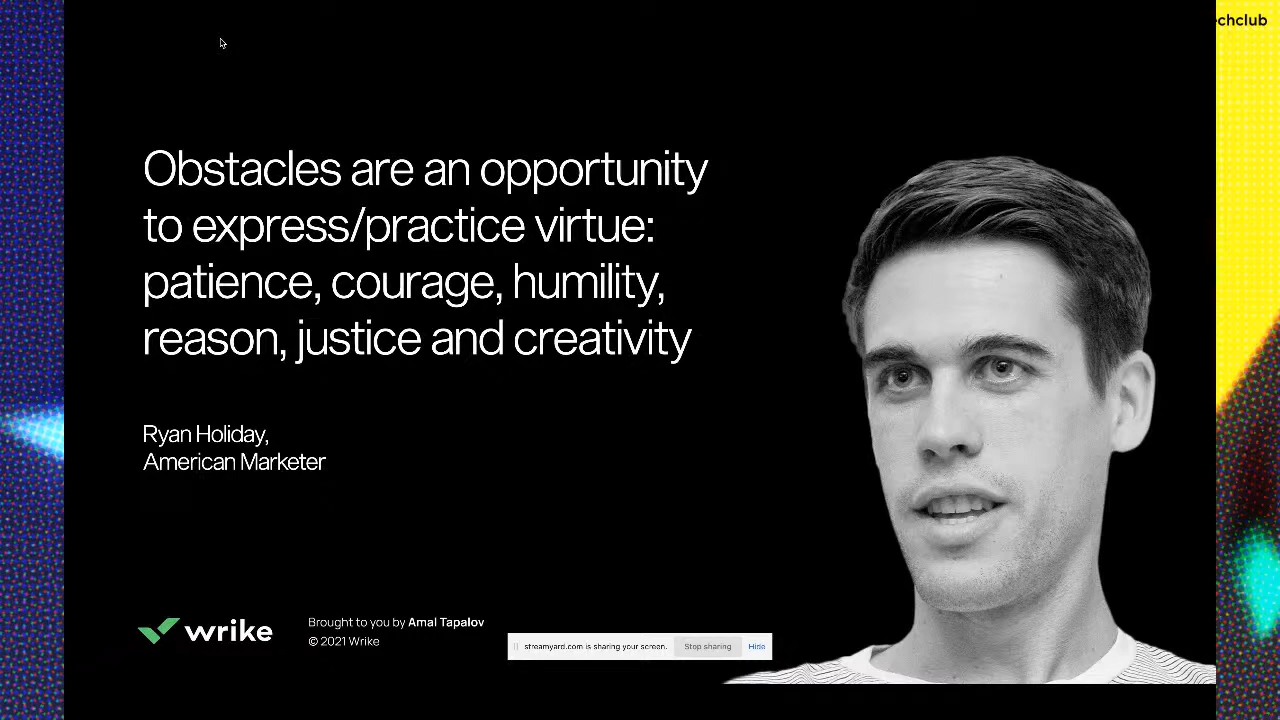 echclub
Obstacles are an opportunity
to express/practice virtue:
patience, courage, humility,
reason, justice and creativity
Ryan Holiday,
American Marketer
wrike
Brought to you by Amal Tapalov
© 2021 Wrike
streamyard.com is sharing your screen.
Stop sharing
Hide